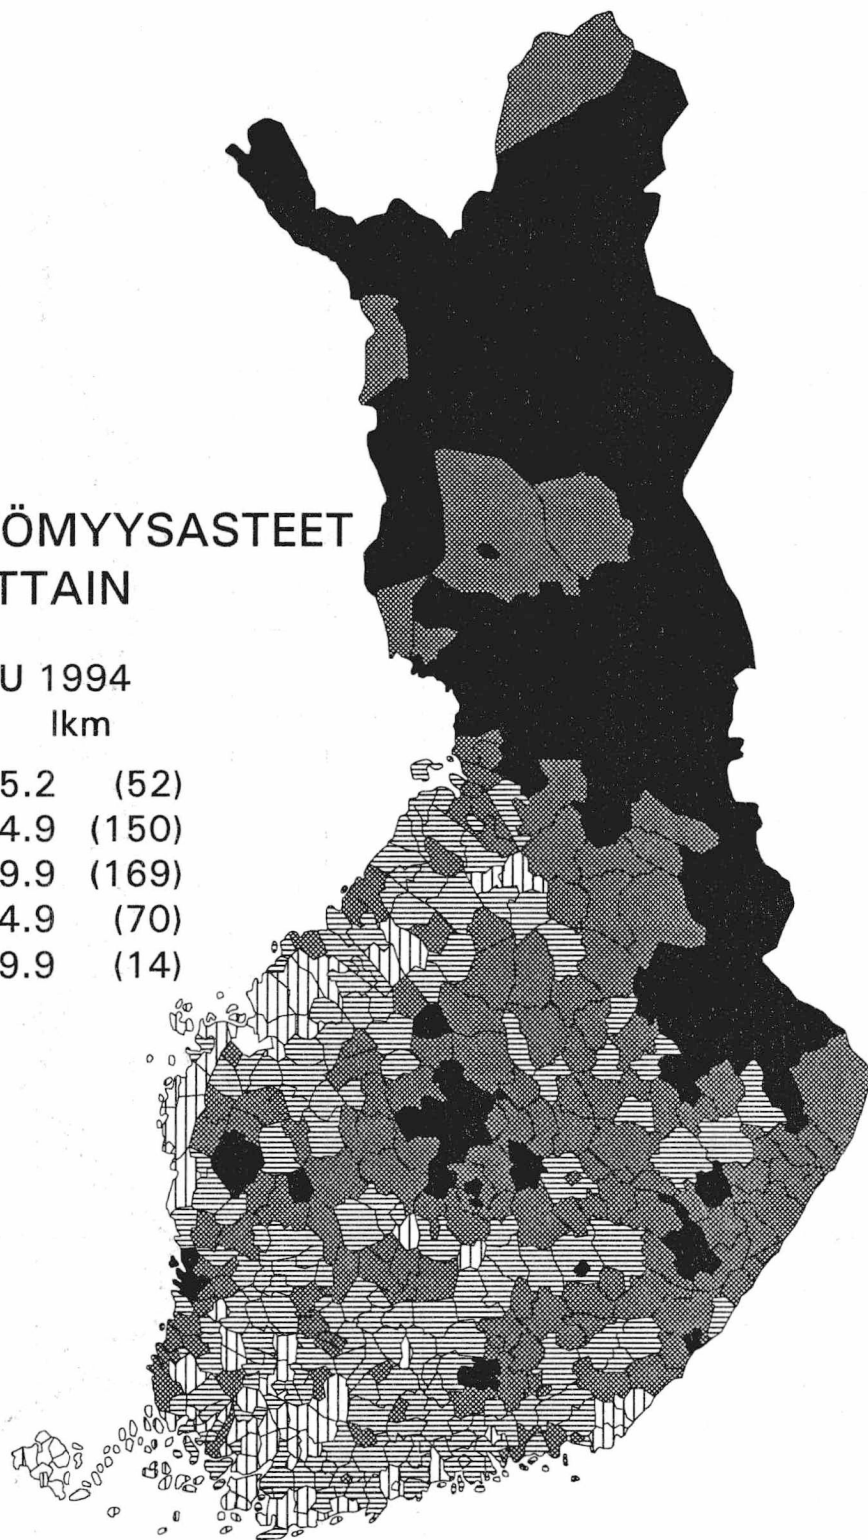 ÖMYYSASTEET
TTAIN
U 1994
lkm
5.2 (52)
4.9 (150)
9.9 (169)
4.9 (70)
9.9 (14)